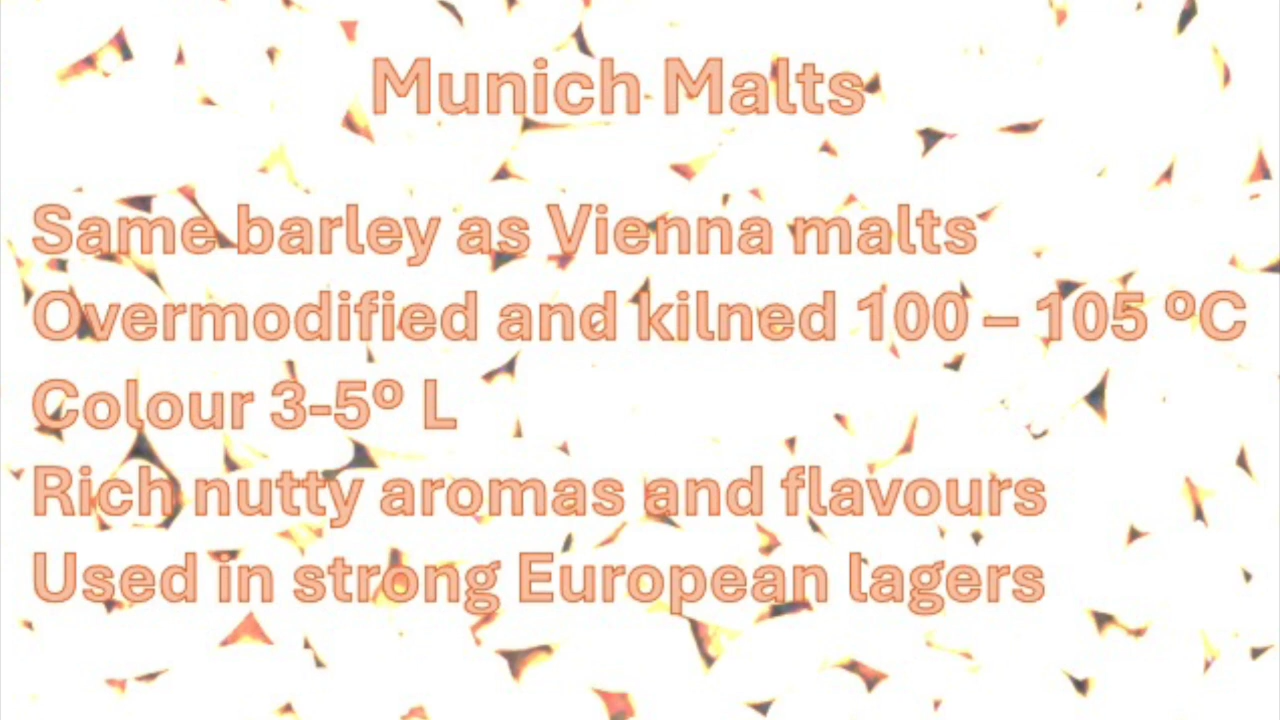 Munich Malts
Same barley as Vienna malts
Overmodified and kilned 100 – 105 ºC
Colour 3-5º L
Rich nutty aromas and flavours
Used in strong European lagers